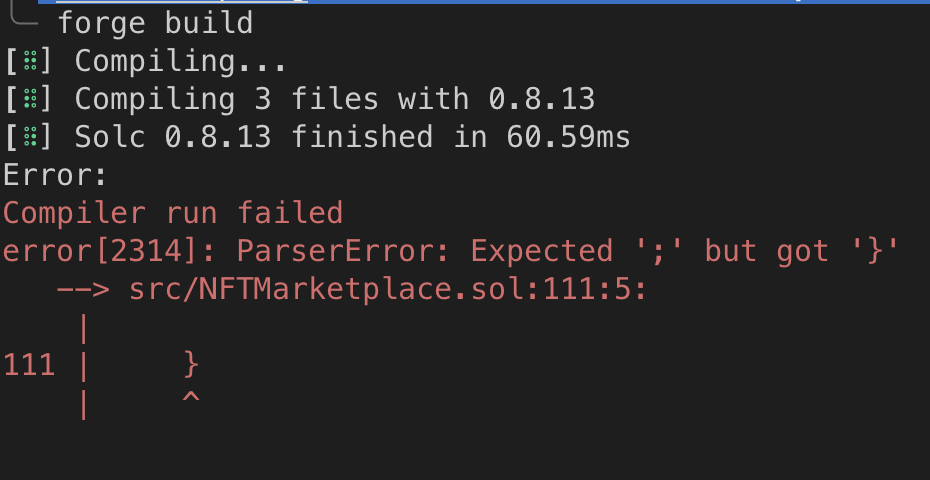 forge build
[⠿] Compiling...
[⠿] Compiling 3 files with 0.8.13
[⠿] Solc 0.8.13 finished in 60.59ms
Error:
Compiler run failed
error[2314]: ParserError: Expected ';' but got '}'
   --> src/NFTMarketplace.sol:111:5:
    |
111 |     }
    |     ^